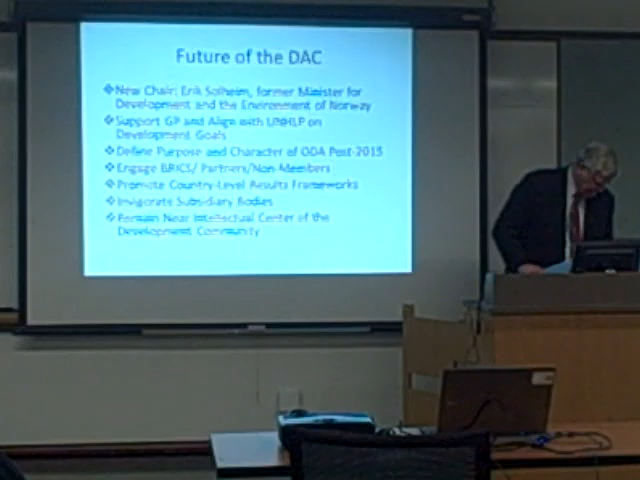 Future of the DAC
❖New Chair: Erik Solheim, former Minister for
Development and the Environment of Norway
❖Support GP and Align with UNHLP on
Development Goals
❖Define Purpose and Character of ODA Post-2015
❖Engage BRICS/ Partners/Non-Members
❖Promote Country-Level Results Frameworks
❖Invigorate Subsidiary Bodies
❖Remain Near Intellectual Center of the
Development Community